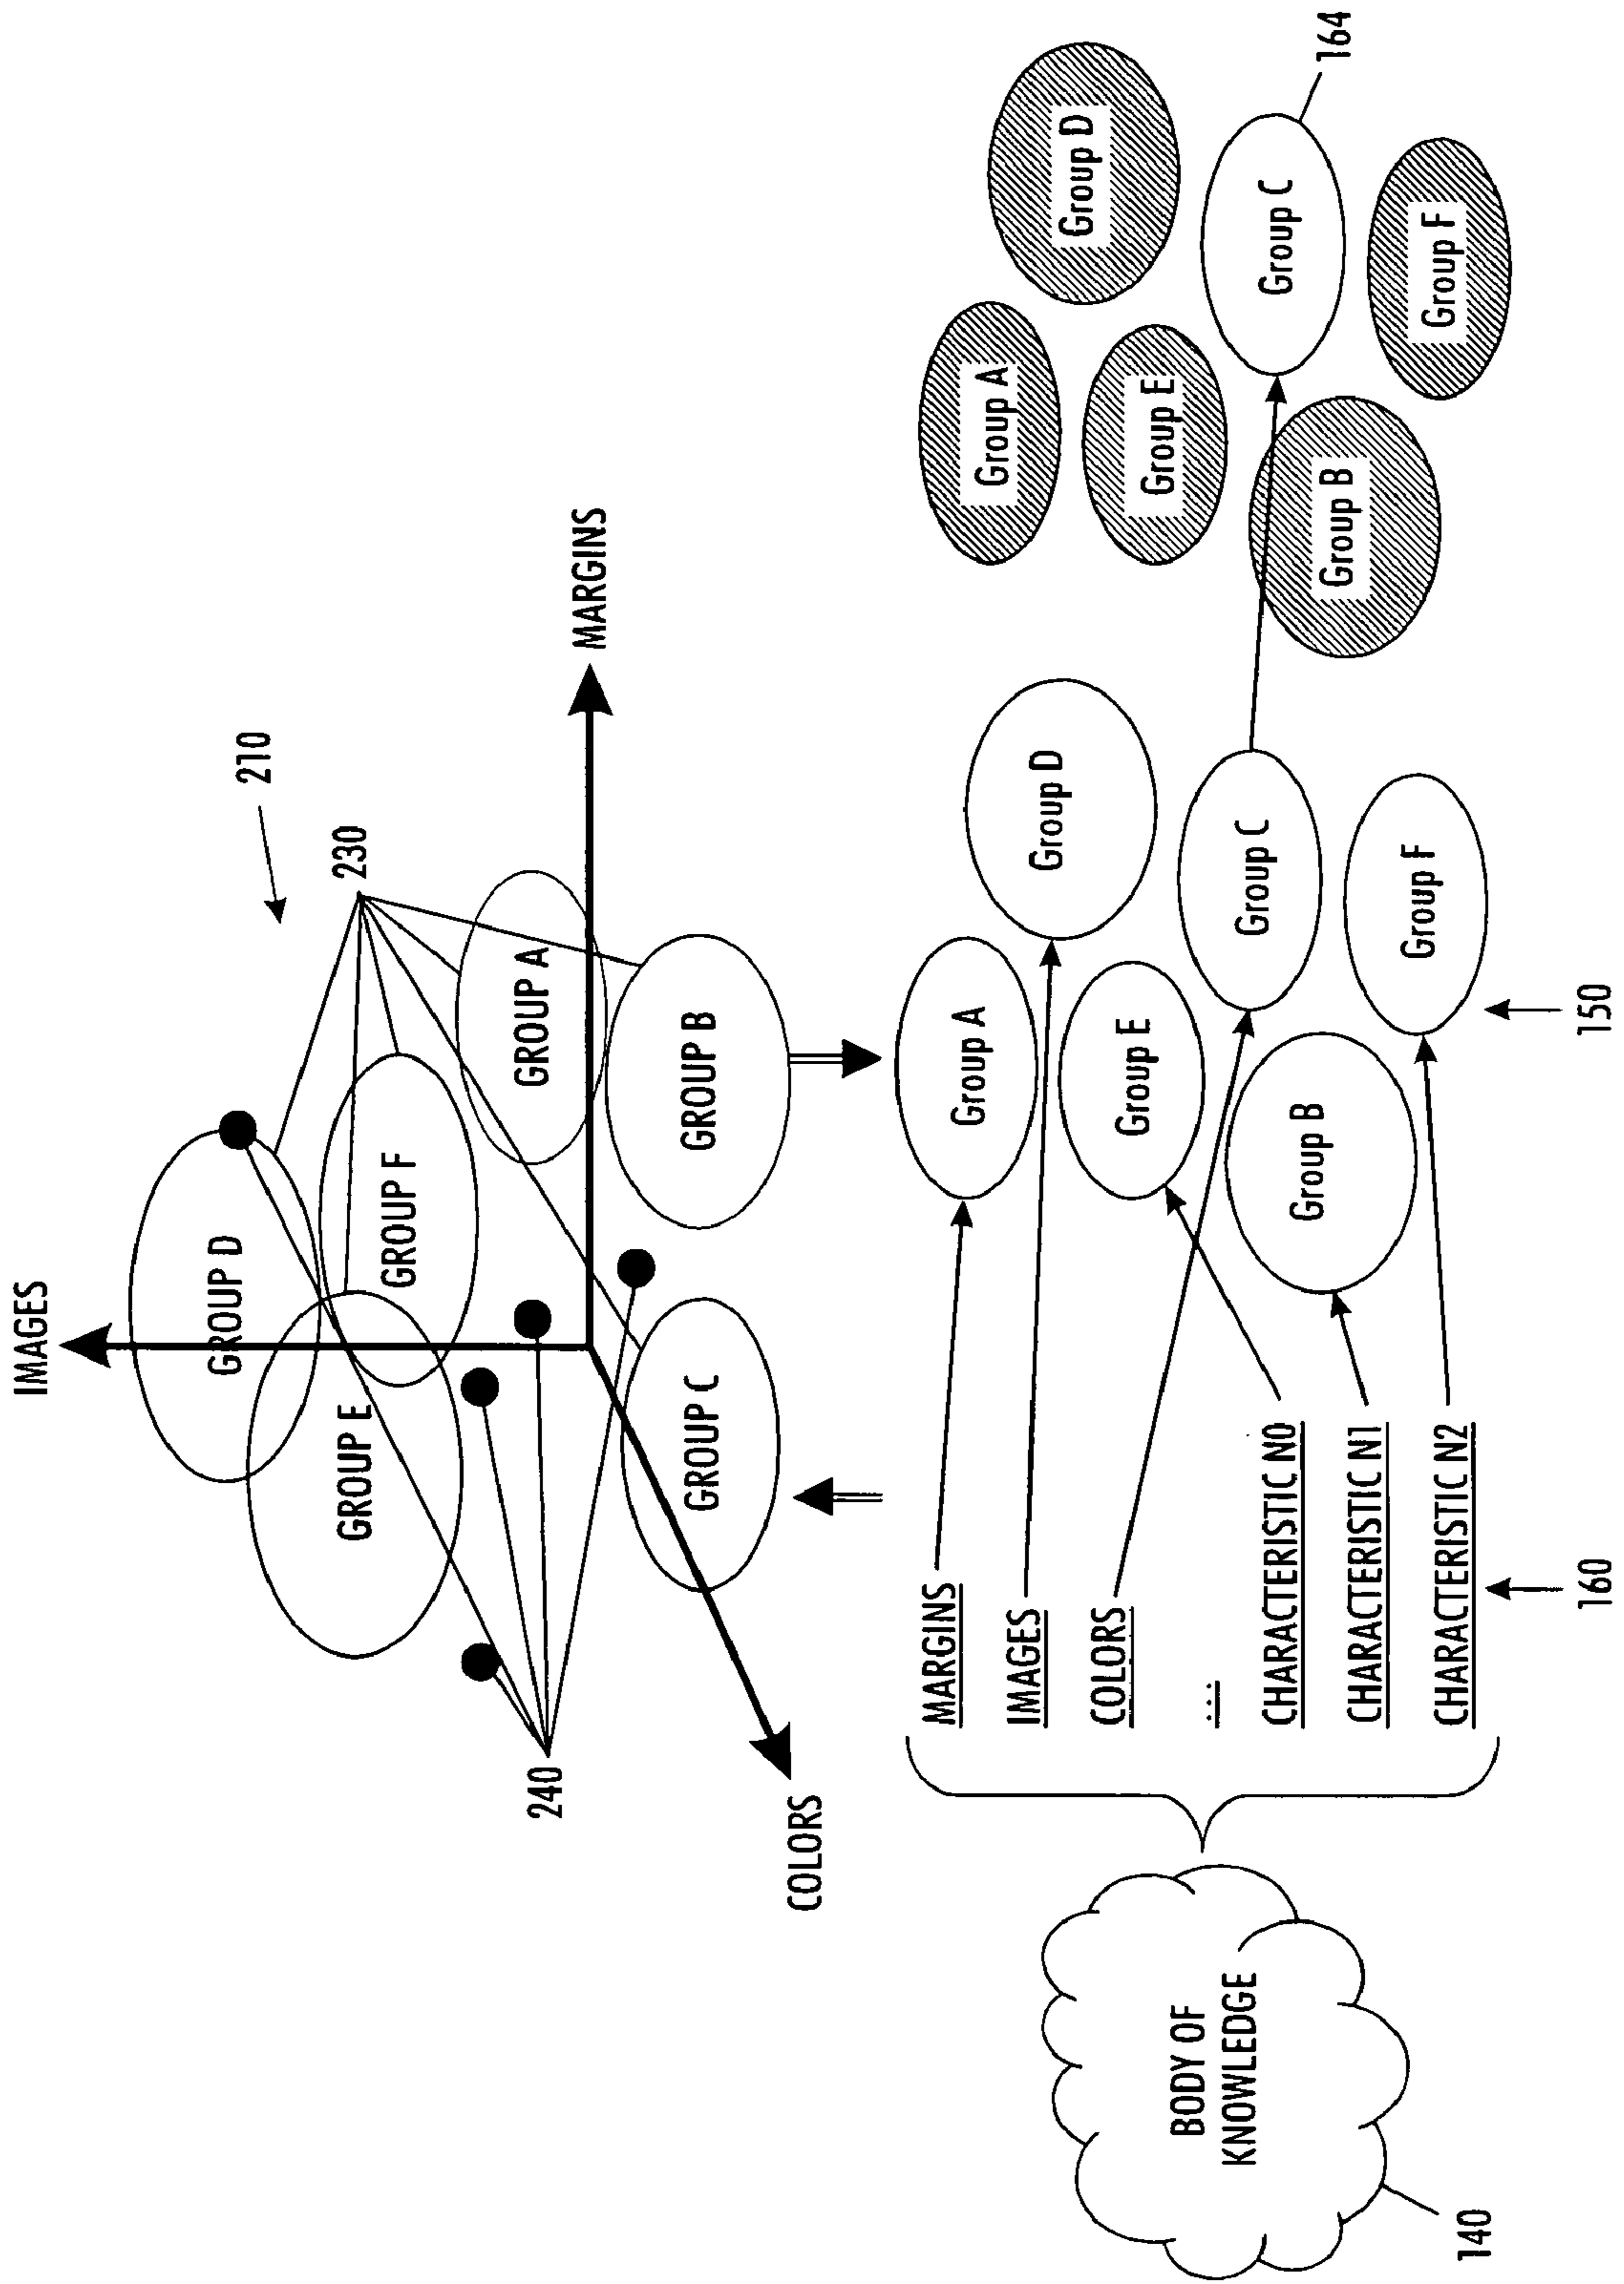 IMAGES
210
230
MARGINS
GROUP D
GROUP F
GROUP A
GROUP E
GROUP B
GROUP C
240
COLORS
BODY OF
KNOWLEDGE
140
MARGINS
IMAGES
COLORS
...
CHARACTERISTIC N0
CHARACTERISTIC N1
CHARACTERISTIC N2
160
Group A
Group D
Group E
Group C
Group B
Group F
150
Group A
Group D
Group E
Group C
Group B
Group F
164